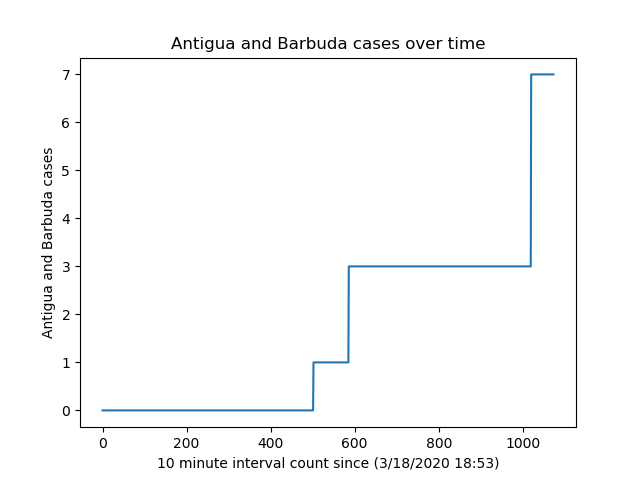 Antigua and Barbuda cases over time
Antigua and Barbuda cases
7
6
5
4
3
2
1
0
0 200 400 600 800 1000
10 minute interval count since (3/18/2020 18:53)